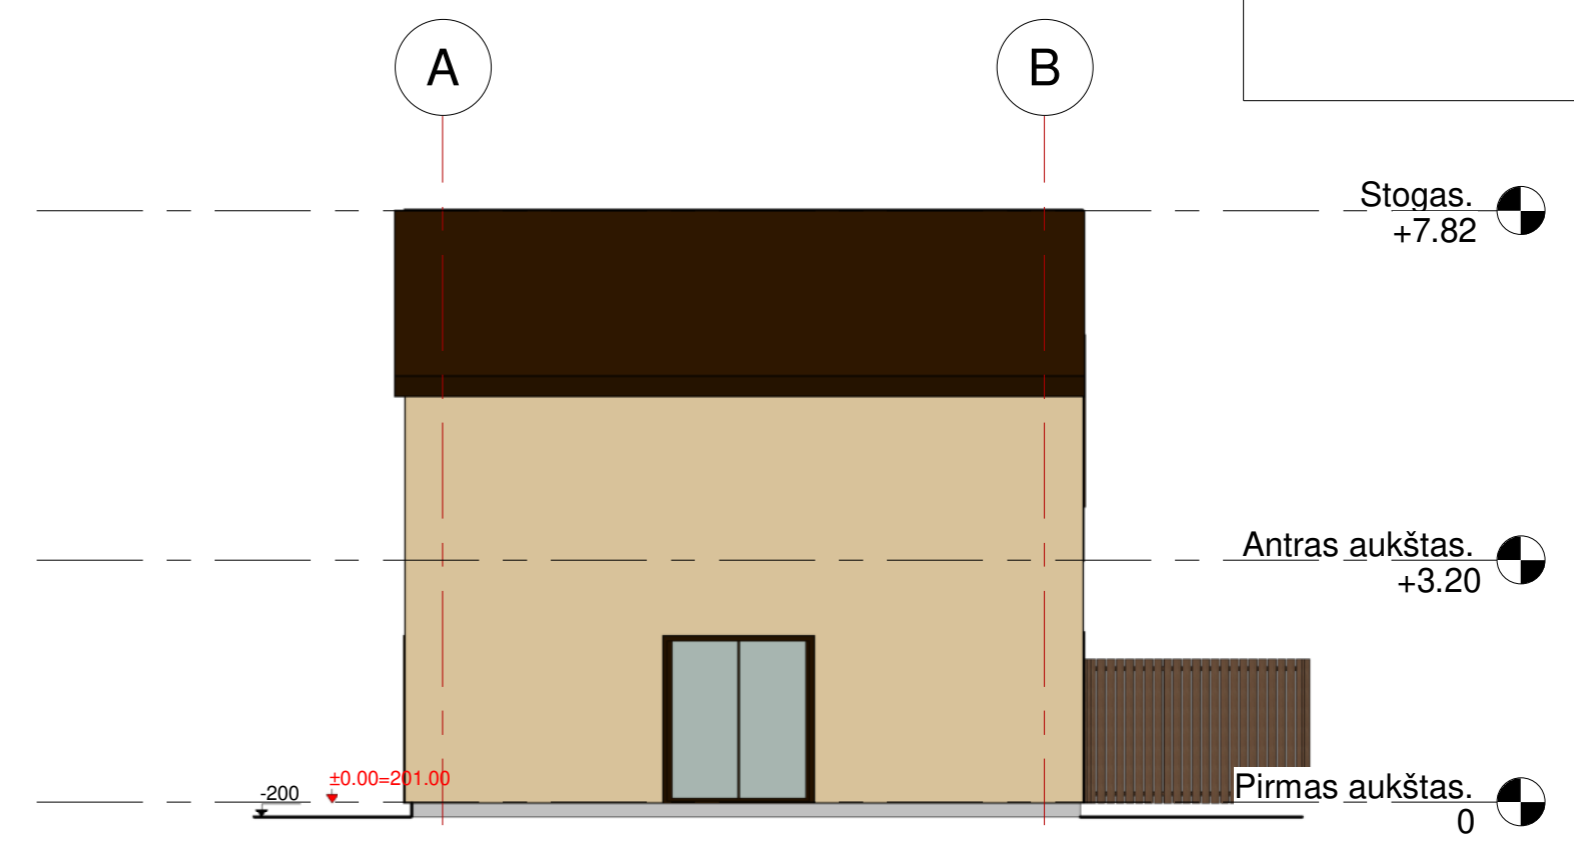 A
B
Stogas.
+7.82
Antras aukštas.
+3.20
±0.00=201.00
-200
Pirmas aukštas.
0